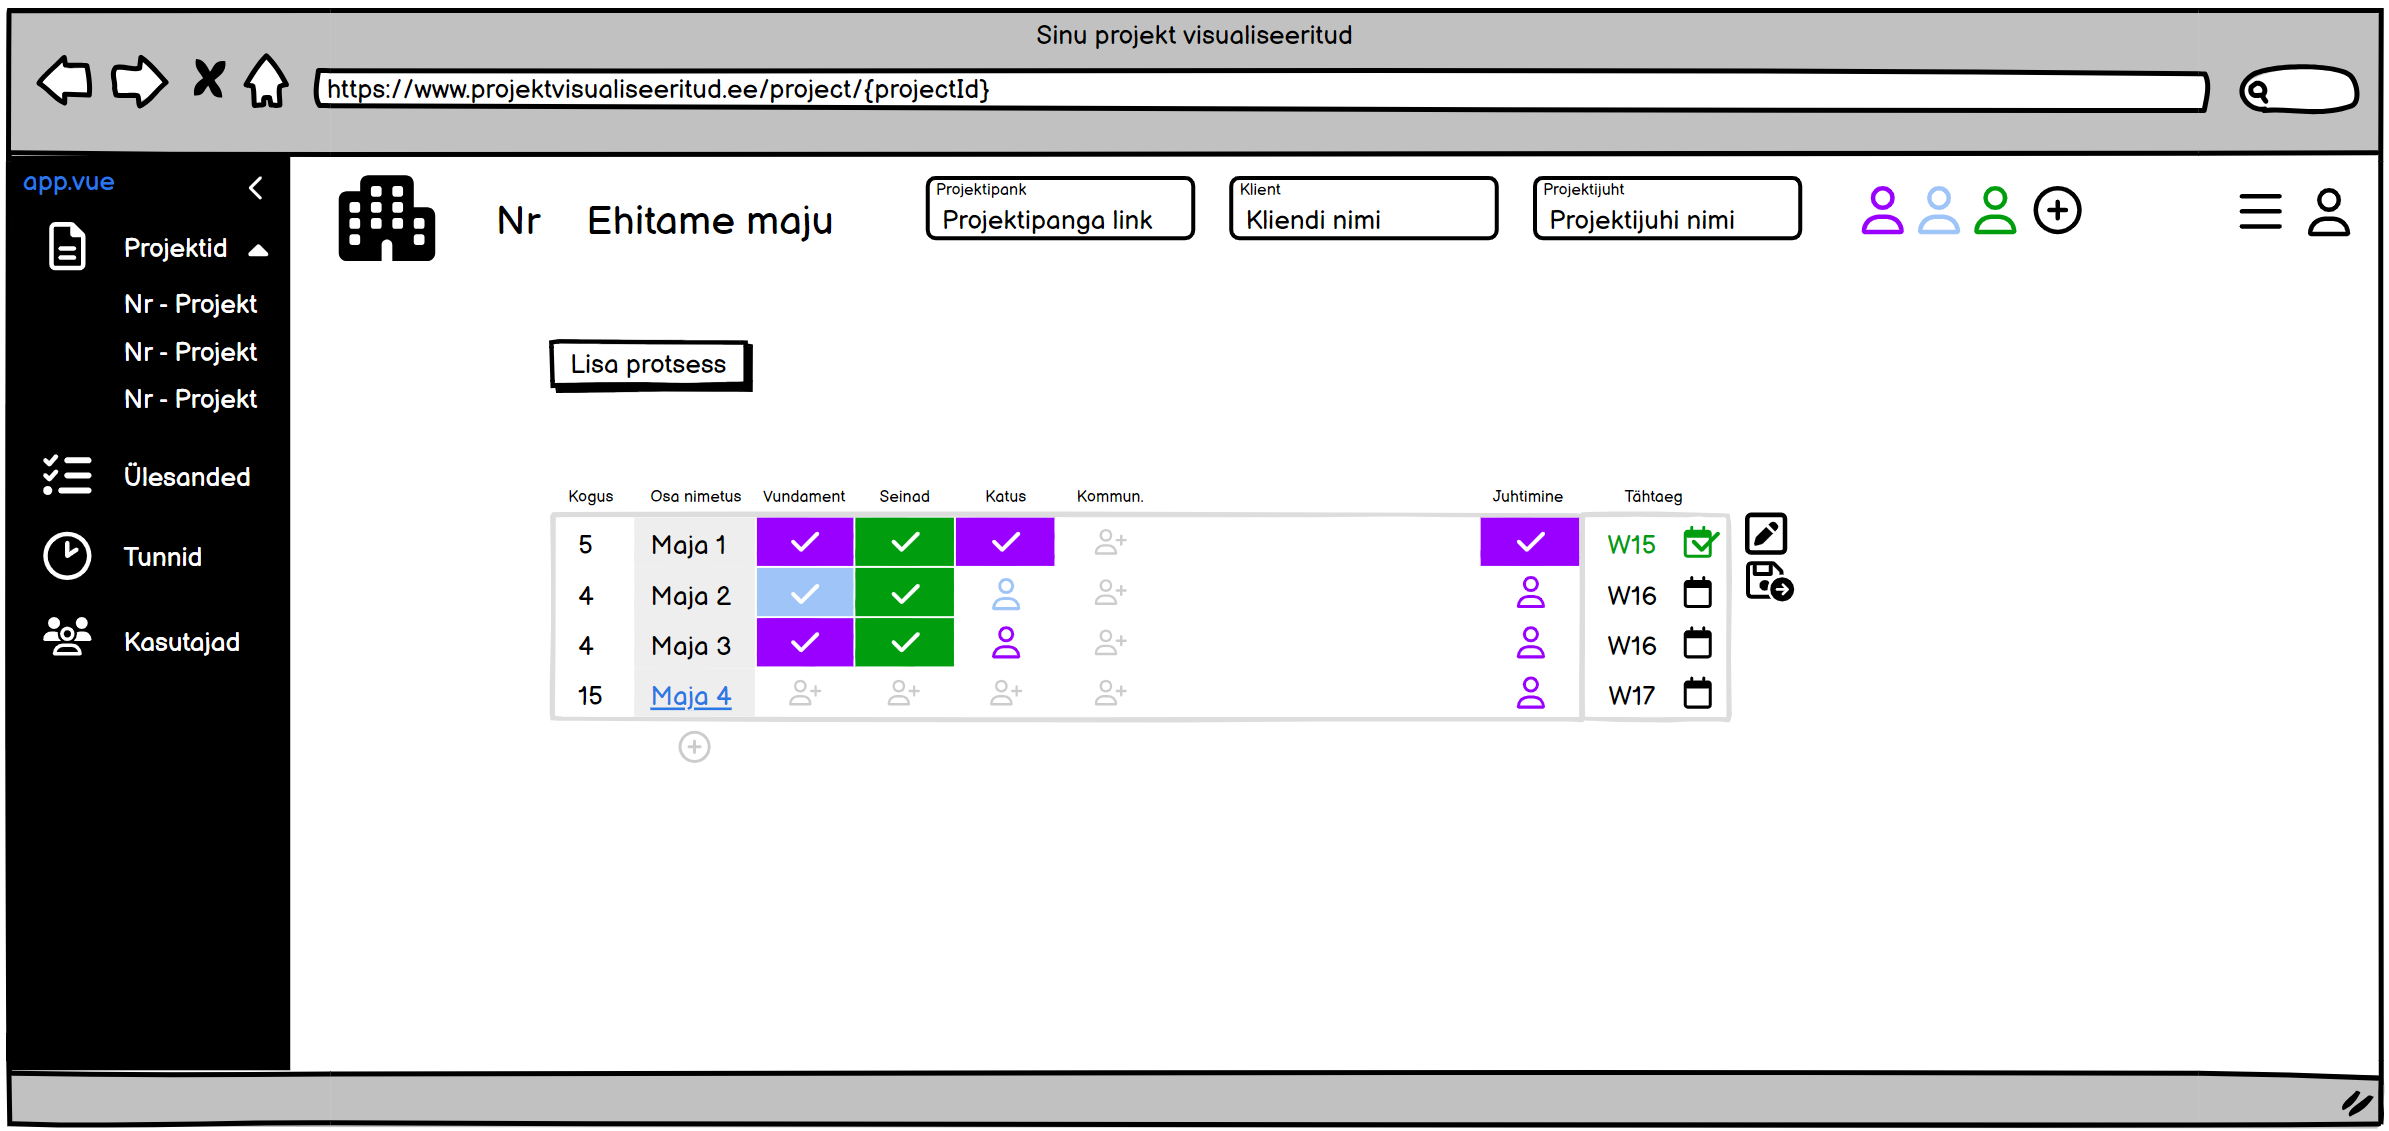 Sinu projekt visualiseeritud
https://www.projektvisualiseeritud.ee/project/{projectId}
app.vue
Projektid
Nr - Projekt
Nr - Projekt
Nr - Projekt
Ülesanded
Tunnid
Kasutajad
Nr Ehitame maju
Projektipank
Projektipanga link
Klient
Kliendi nimi
Projektijuht
Projektijuhi nimi
Lisa protsess
Kogus Osa nimetus Vundament Seinad Katus Kommun. Juhtimine Tähtaeg
5 Maja 1 W15
4 Maja 2 W16
4 Maja 3 W16
15 Maja 4 W17